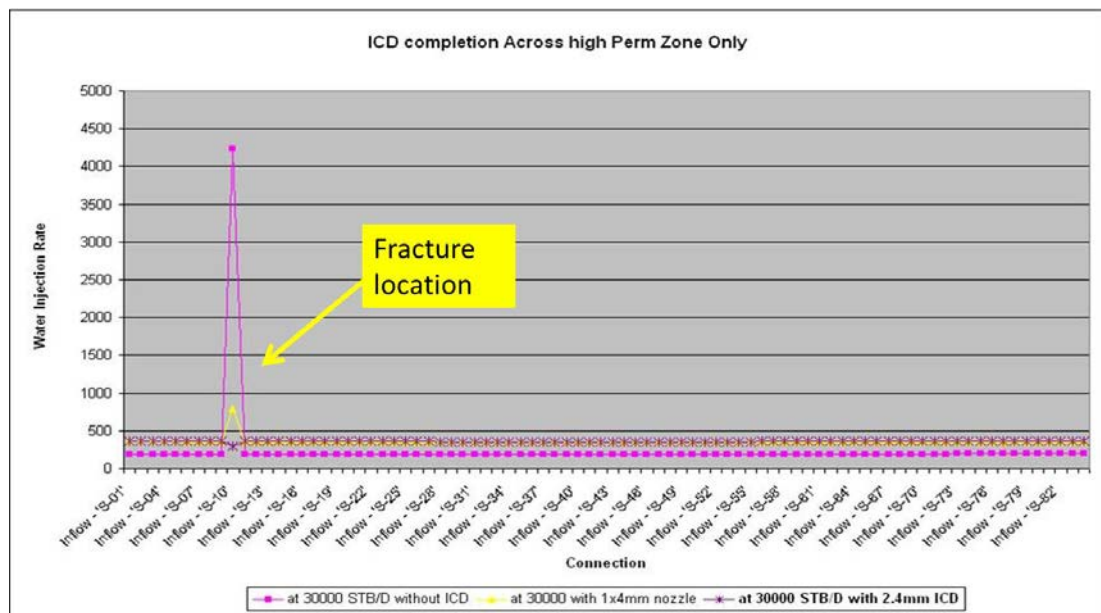 ICD completion Across high Perm Zone Only
5000
4500
4000
3500
3000
2500
2000
1500
1000
500
0
Water Injection Rate
Fracture
location
Inflow - 'S-01'
Inflow - 'S-04'
Inflow - 'S-07'
Inflow - 'S-10'
Inflow - 'S-13'
Inflow - 'S-16'
Inflow - 'S-19'
Inflow - 'S-22'
Inflow - 'S-25'
Inflow - 'S-28'
Inflow - 'S-31'
Inflow - 'S-34'
Inflow - 'S-37'
Inflow - 'S-40'
Inflow - 'S-43'
Inflow - 'S-46'
Inflow - 'S-49'
Inflow - 'S-52'
Inflow - 'S-55'
Inflow - 'S-58'
Inflow - 'S-61'
Inflow - 'S-64'
Inflow - 'S-67'
Inflow - 'S-70'
Inflow - 'S-73'
Inflow - 'S-76'
Inflow - 'S-79'
Inflow - 'S-82'
Connection
at 30000 STB/D without ICD at 30000 with 1x4mm nozzle at 30000 STB/D with 2.4mm ICD